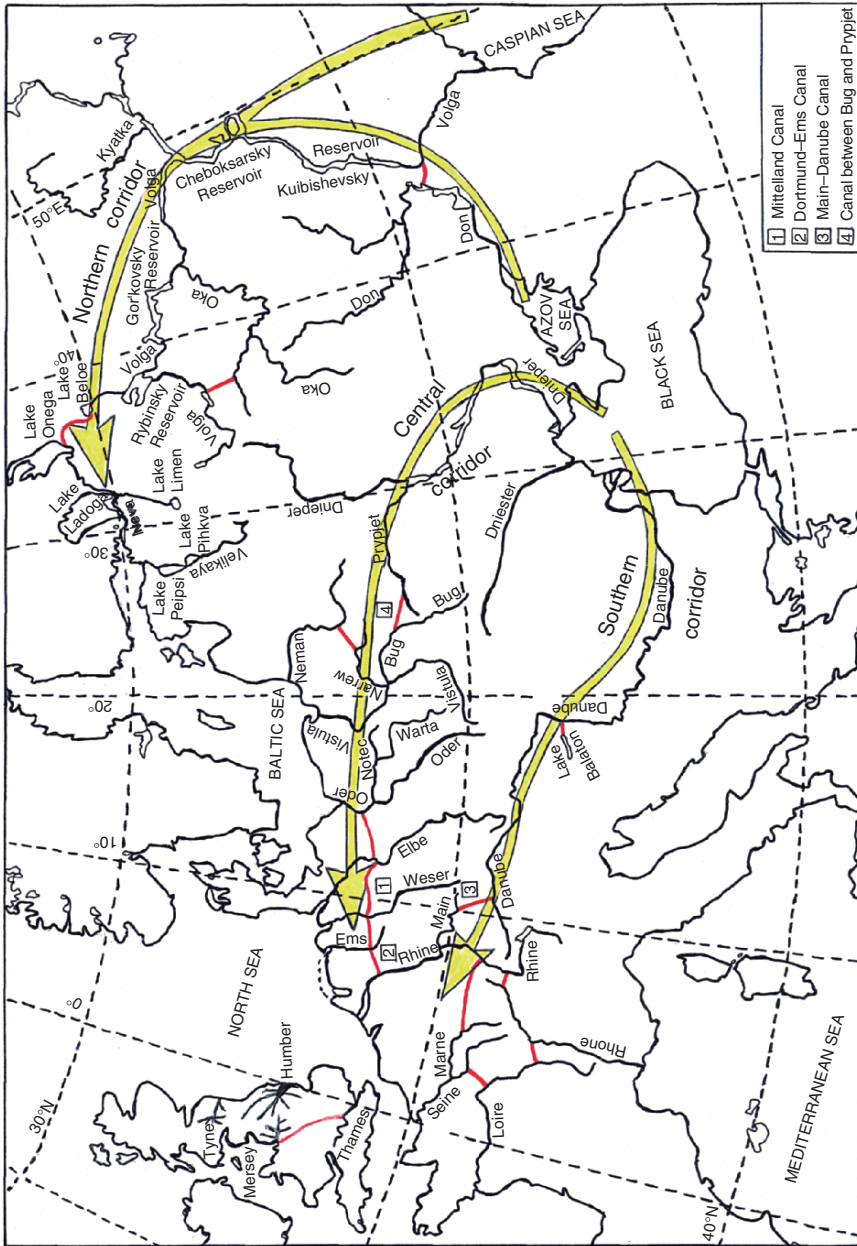 CASPIAN SEA
Volga
Kyatka
50°E
Northern
corridor
Volga
Cheboksarsky
Reservoir
Kuibishevsky
Reservoir
Gor'kovsky
Reservoir
Don
Don
Oka
Oka
Volga
40°
Lake
Beloe
Lake
Onega
Rybinsky
Reservoir
Volga
AZOV
SEA
BLACK SEA
Lake
Ladoga
Neva
Lake
Limen
30°
Lake
Pihkva
Velikaya
Lake
Peipsi
Dnieper
Central
corridor
Dnieper
Prypjet
Dniester
4
Bug
Bug
Neman
Narew
Southern
corridor
Danube
20°
BALTIC SEA
Vistula
Vistula
Notec
Warta
Oder
Oder
Danube
Lake
Balaton
10°
Elbe
1
Weser
3
Main
Danube
Ems
2
Rhine
Rhine
NORTH SEA
0°
Humber
Tyne
Mersey
Thames
30°N
Marne
Seine
Loire
Rhone
MEDITERRANEAN SEA
40°N
1 Mittelland Canal
2 Dortmund–Ems Canal
3 Main–Danube Canal
4 Canal between Bug and Prypjet